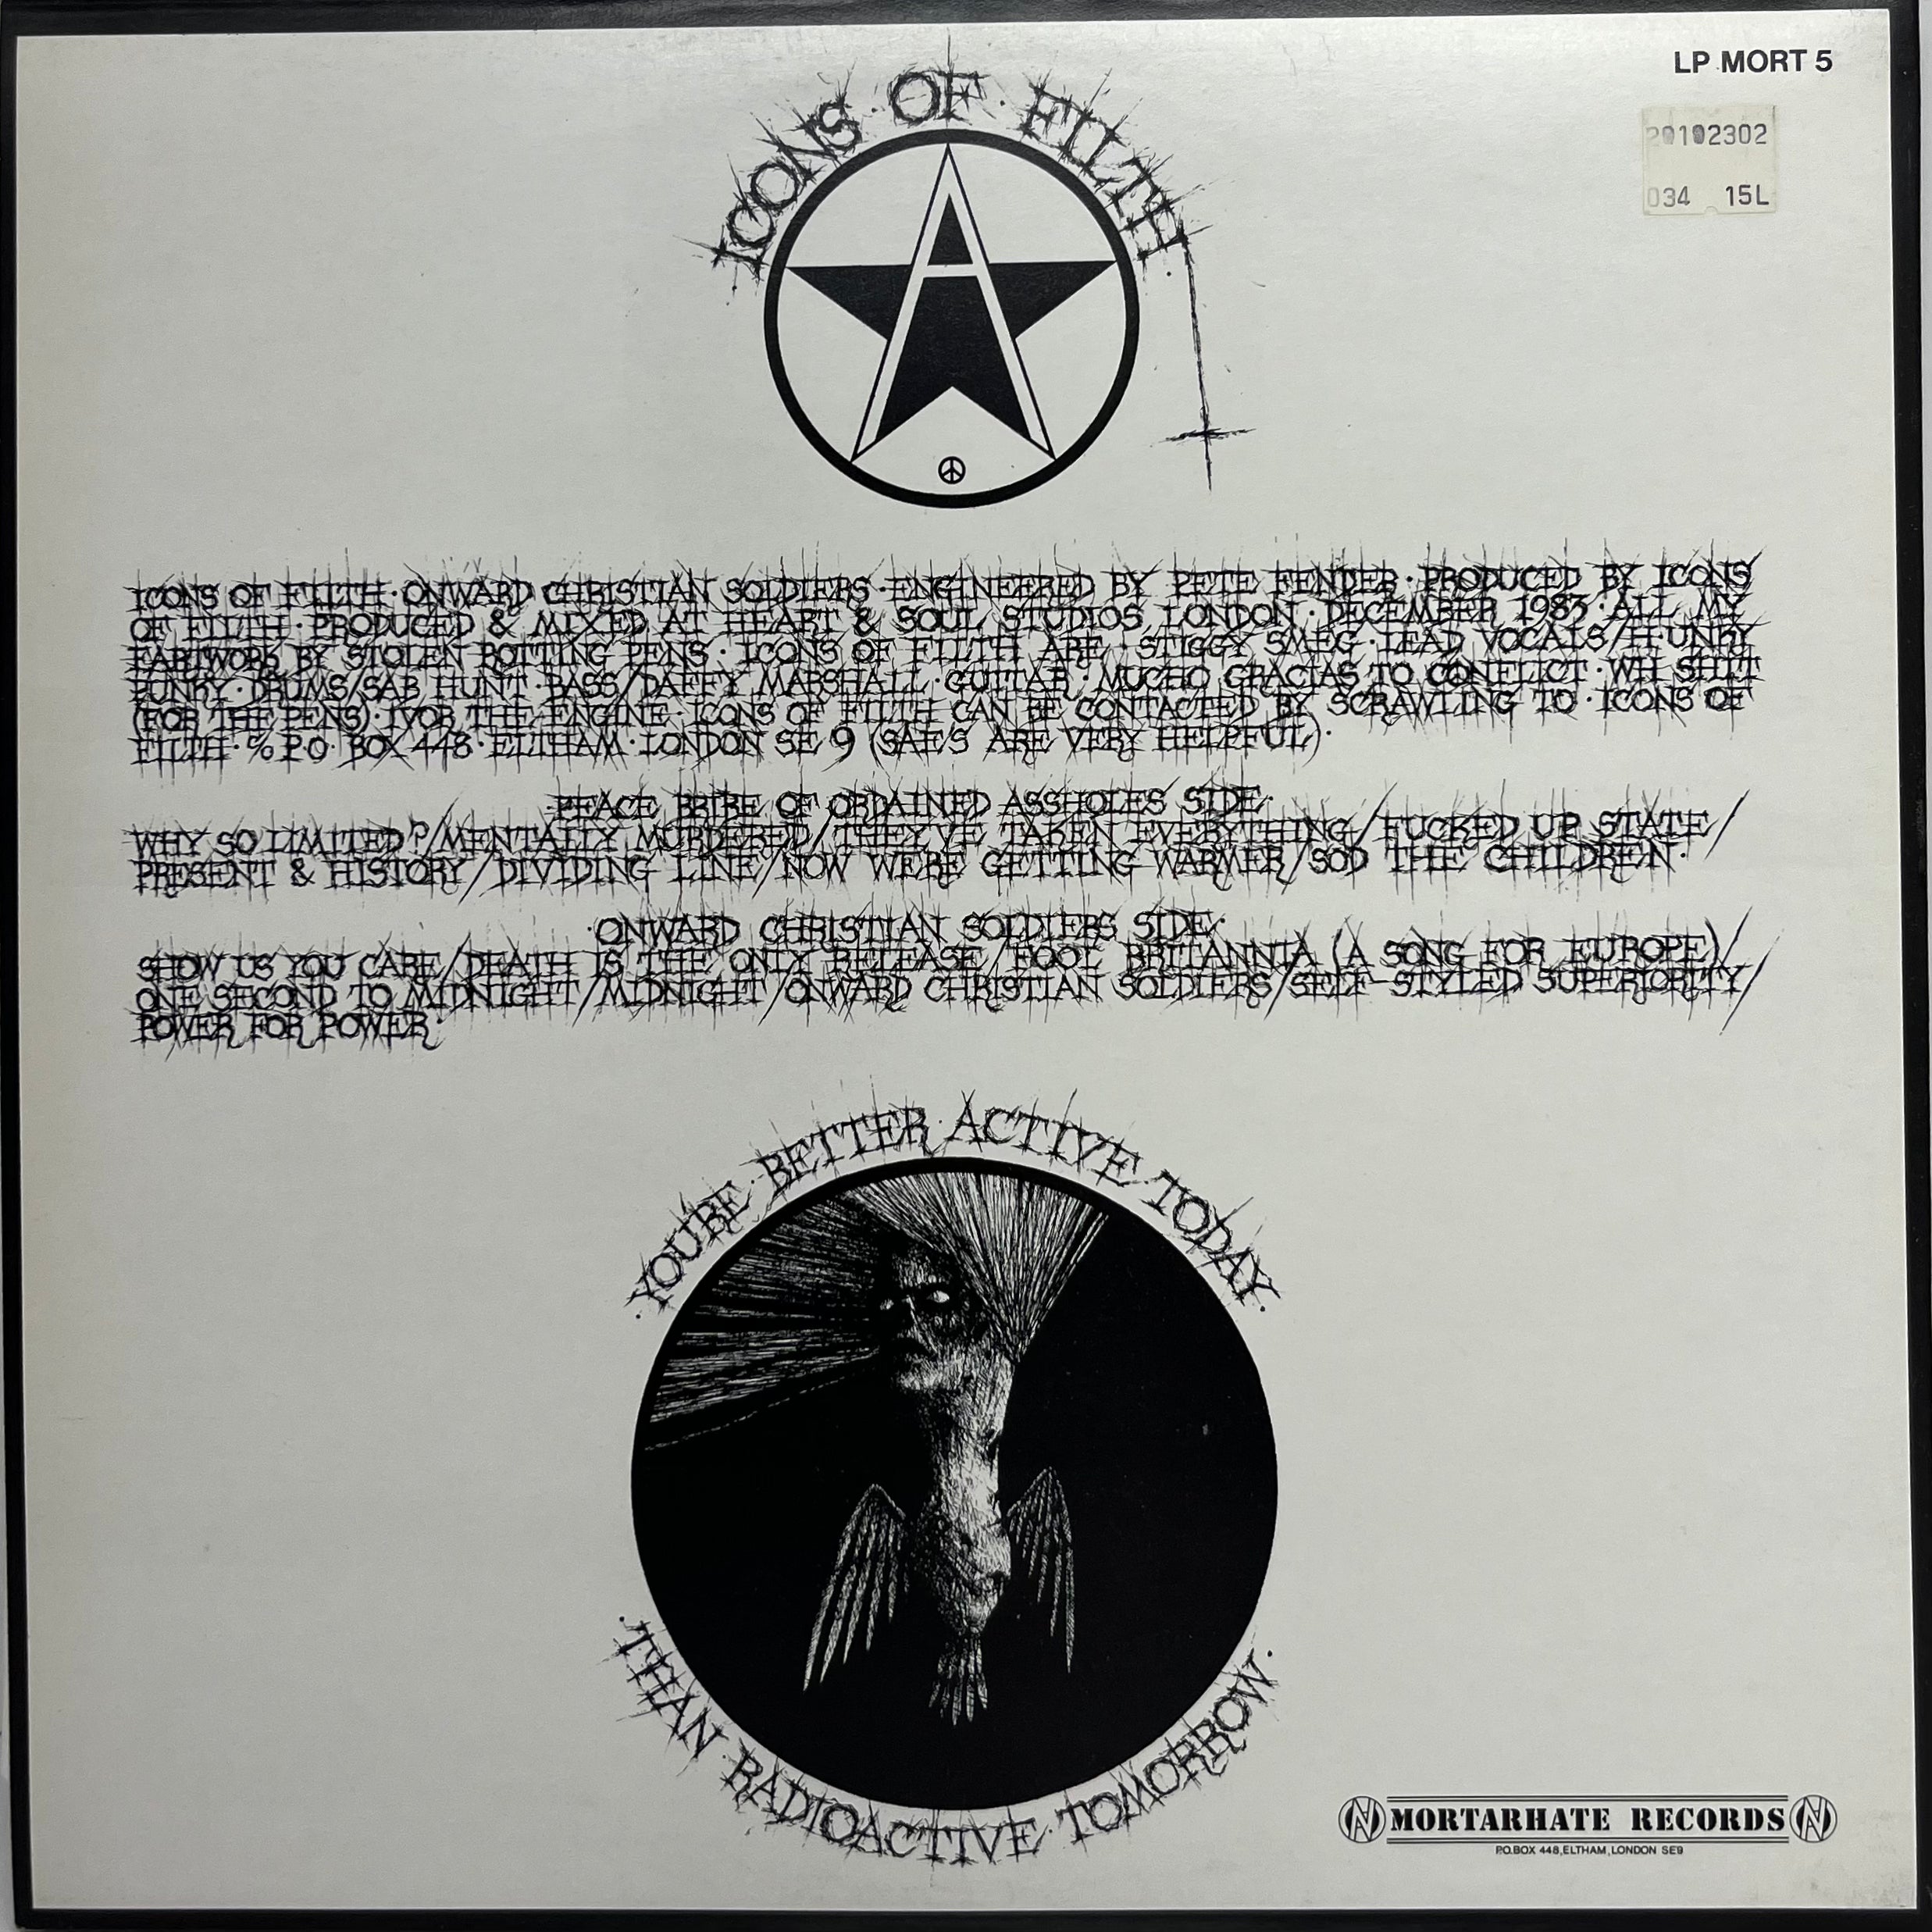 LP MORT 5
20102302
034 15L
ICONS · OF · FILTH ·
ICONS OF FILTH · ONWARD CHRISTIAN SOLDIERS · ENGINEERED BY PETE FENDER · PRODUCED BY ICONS
OF FILTH · PRODUCED & MIXED AT HEART & SOUL STUDIOS LONDON · DECEMBER 1983 · ALL MY
FARTWORK BY STOLEN ROTTING PENS · ICONS OF FILTH ARE · STIGGY SMEG · LEAD VOCALS/H·UNKY
FUNKY · DRUMS/SAB HUNT · BASS/DAFFY MARSHALL · GUITAR · MUCHO GRACIAS TO CONFLICT · WH SHIT
(FOR THE PENS) · IVOR THE ENGINE · ICONS OF FILTH CAN BE CONTACTED BY SCRAWLING TO · ICONS OF
FILTH · % P.O. BOX 448 · ELTHAM · LONDON SE 9 (SAE'S ARE VERY HELPFUL) ·
· PEACE BRIBE OF ORDAINED ASSHOLES SIDE ·
WHY SO LIMITED?/MENTALLY MURDERED/THEY'VE TAKEN EVERYTHING/FUCKED UP STATE/
PRESENT & HISTORY/DIVIDING LINE/NOW WE'RE GETTING WARMER/SOD THE CHILDREN ·
· ONWARD CHRISTIAN SOLDIERS SIDE ·
SHOW US YOU CARE/DEATH IS THE ONLY RELEASE/FOOL BRITANNIA (A SONG FOR EUROPE)/
ONE SECOND TO MIDNIGHT/MIDNIGHT/ONWARD CHRISTIAN SOLDIERS/SELF-STYLED SUPERIORITY/
POWER FOR POWER ·
· YOU'RE · BETTER · ACTIVE · TODAY ·
· THAN · RADIOACTIVE · TOMORROW ·
MORTARHATE RECORDS
P.O.BOX 448, ELTHAM, LONDON SE9